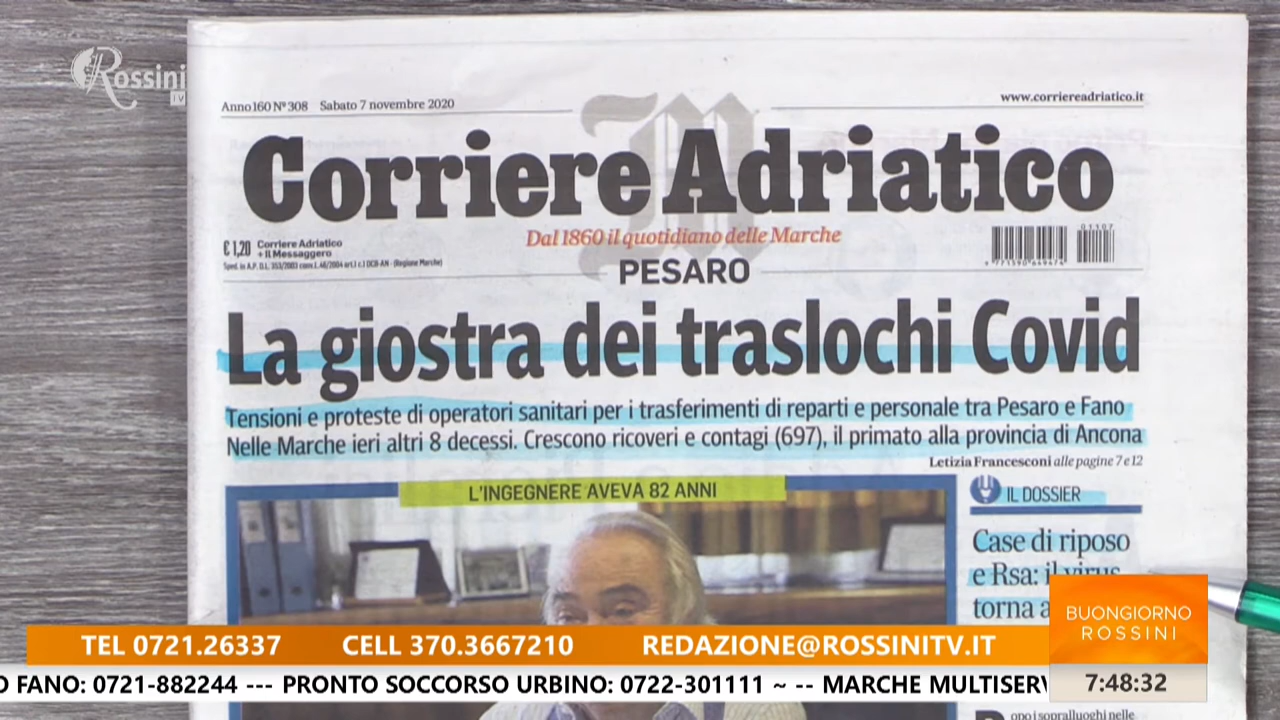 Rossini
TV
Anno 160 N° 308 Sabato 7 novembre 2020
www.corriereadriatico.it
Corriere Adriatico
Dal 1860 il quotidiano delle Marche
€ 1,20 Corriere Adriatico
+ Il Messaggero
PESARO
La giostra dei traslochi Covid
Tensioni e proteste di operatori sanitari per i trasferimenti di reparti e personale tra Pesaro e Fano
Nelle Marche ieri altri 8 decessi. Crescono ricoveri e contagi (697), il primato alla provincia di Ancona
Letizia Francesconi alle pagine 7 e 12
L'INGEGNERE AVEVA 82 ANNI
IL DOSSIER
Case di riposo
e Rsa: il virus
torna a
TEL 0721.26337 CELL 370.3667210 REDAZIONE@ROSSINITV.IT
BUONGIORNO
ROSSINI
O FANO: 0721-882244 --- PRONTO SOCCORSO URBINO: 0722-301111 ~ -- MARCHE MULTISERV
7:48:32
opo i sopralluoghi nelle